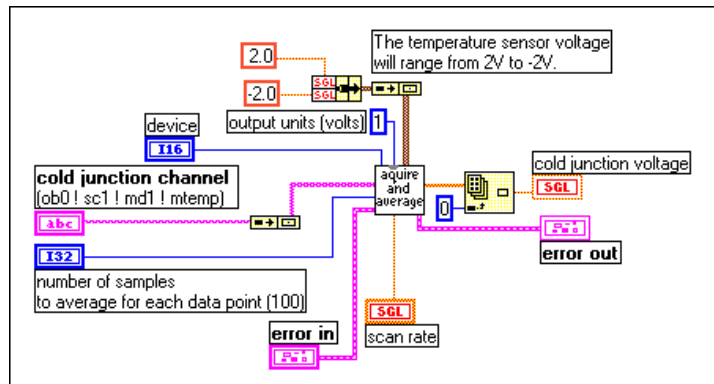 2.0
-2.0
SGL
SGL
The temperature sensor voltage
will range from 2V to -2V.
device
I16
output units (volts)
1
cold junction channel
(ob0 ! sc1 ! md1 ! mtemp)
abc
aquire
and
average
cold junction voltage
SGL
0
error out
I32
number of samples
to average for each data point (100)
error in
SGL
scan rate